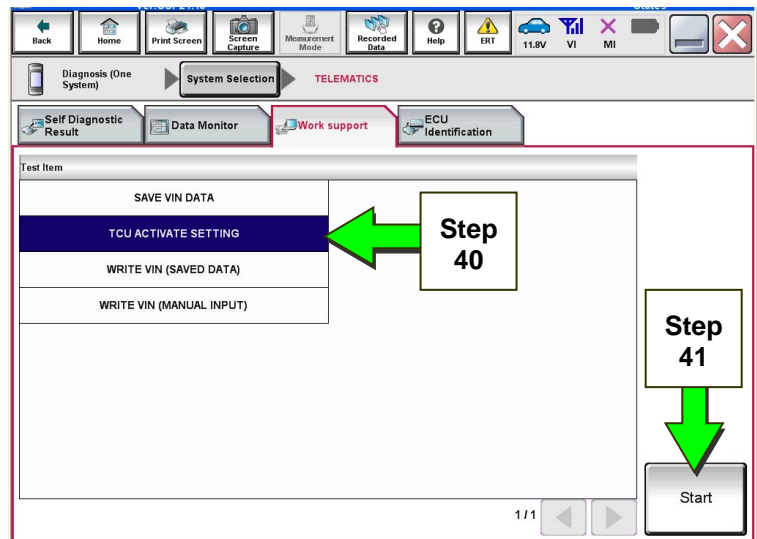 Back
Home
Print Screen
Screen
Capture
Measurement
Mode
Recorded
Data
Help
ERT
11.8V
VI
MI
Diagnosis (One
System)
System Selection
TELEMATICS
Self Diagnostic
Result
Data Monitor
Work support
ECU
Identification
Test Item
SAVE VIN DATA
TCU ACTIVATE SETTING
Step
40
WRITE VIN (SAVED DATA)
WRITE VIN (MANUAL INPUT)
Step
41
Start
1/1